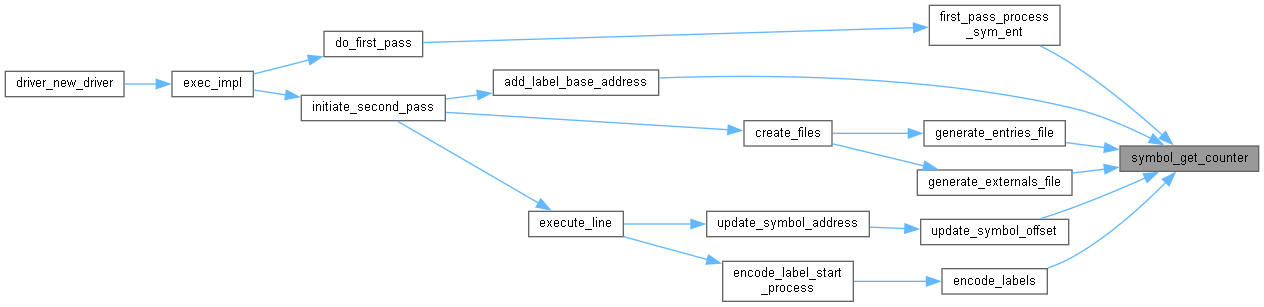 driver_new_driver
exec_impl
do_first_pass
initiate_second_pass
first_pass_process
_sym_ent
add_label_base_address
create_files
generate_entries_file
generate_externals_file
execute_line
update_symbol_address
update_symbol_offset
encode_label_start
_process
encode_labels
symbol_get_counter